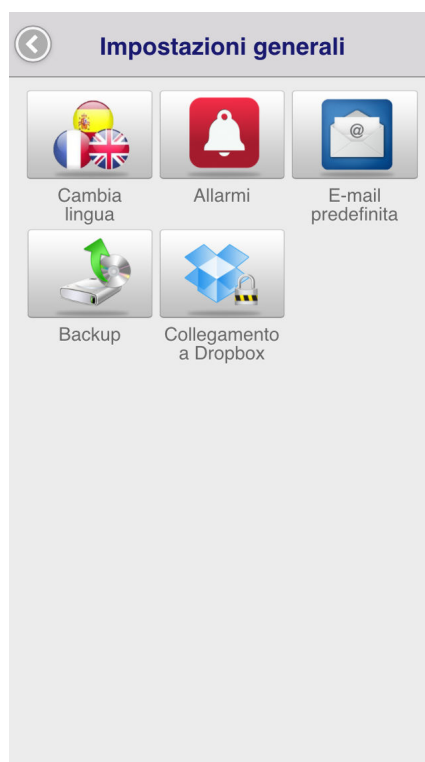 Impostazioni generali
Cambia
lingua
Allarmi
E-mail
predefinita
@
Backup
Collegamento
a Dropbox